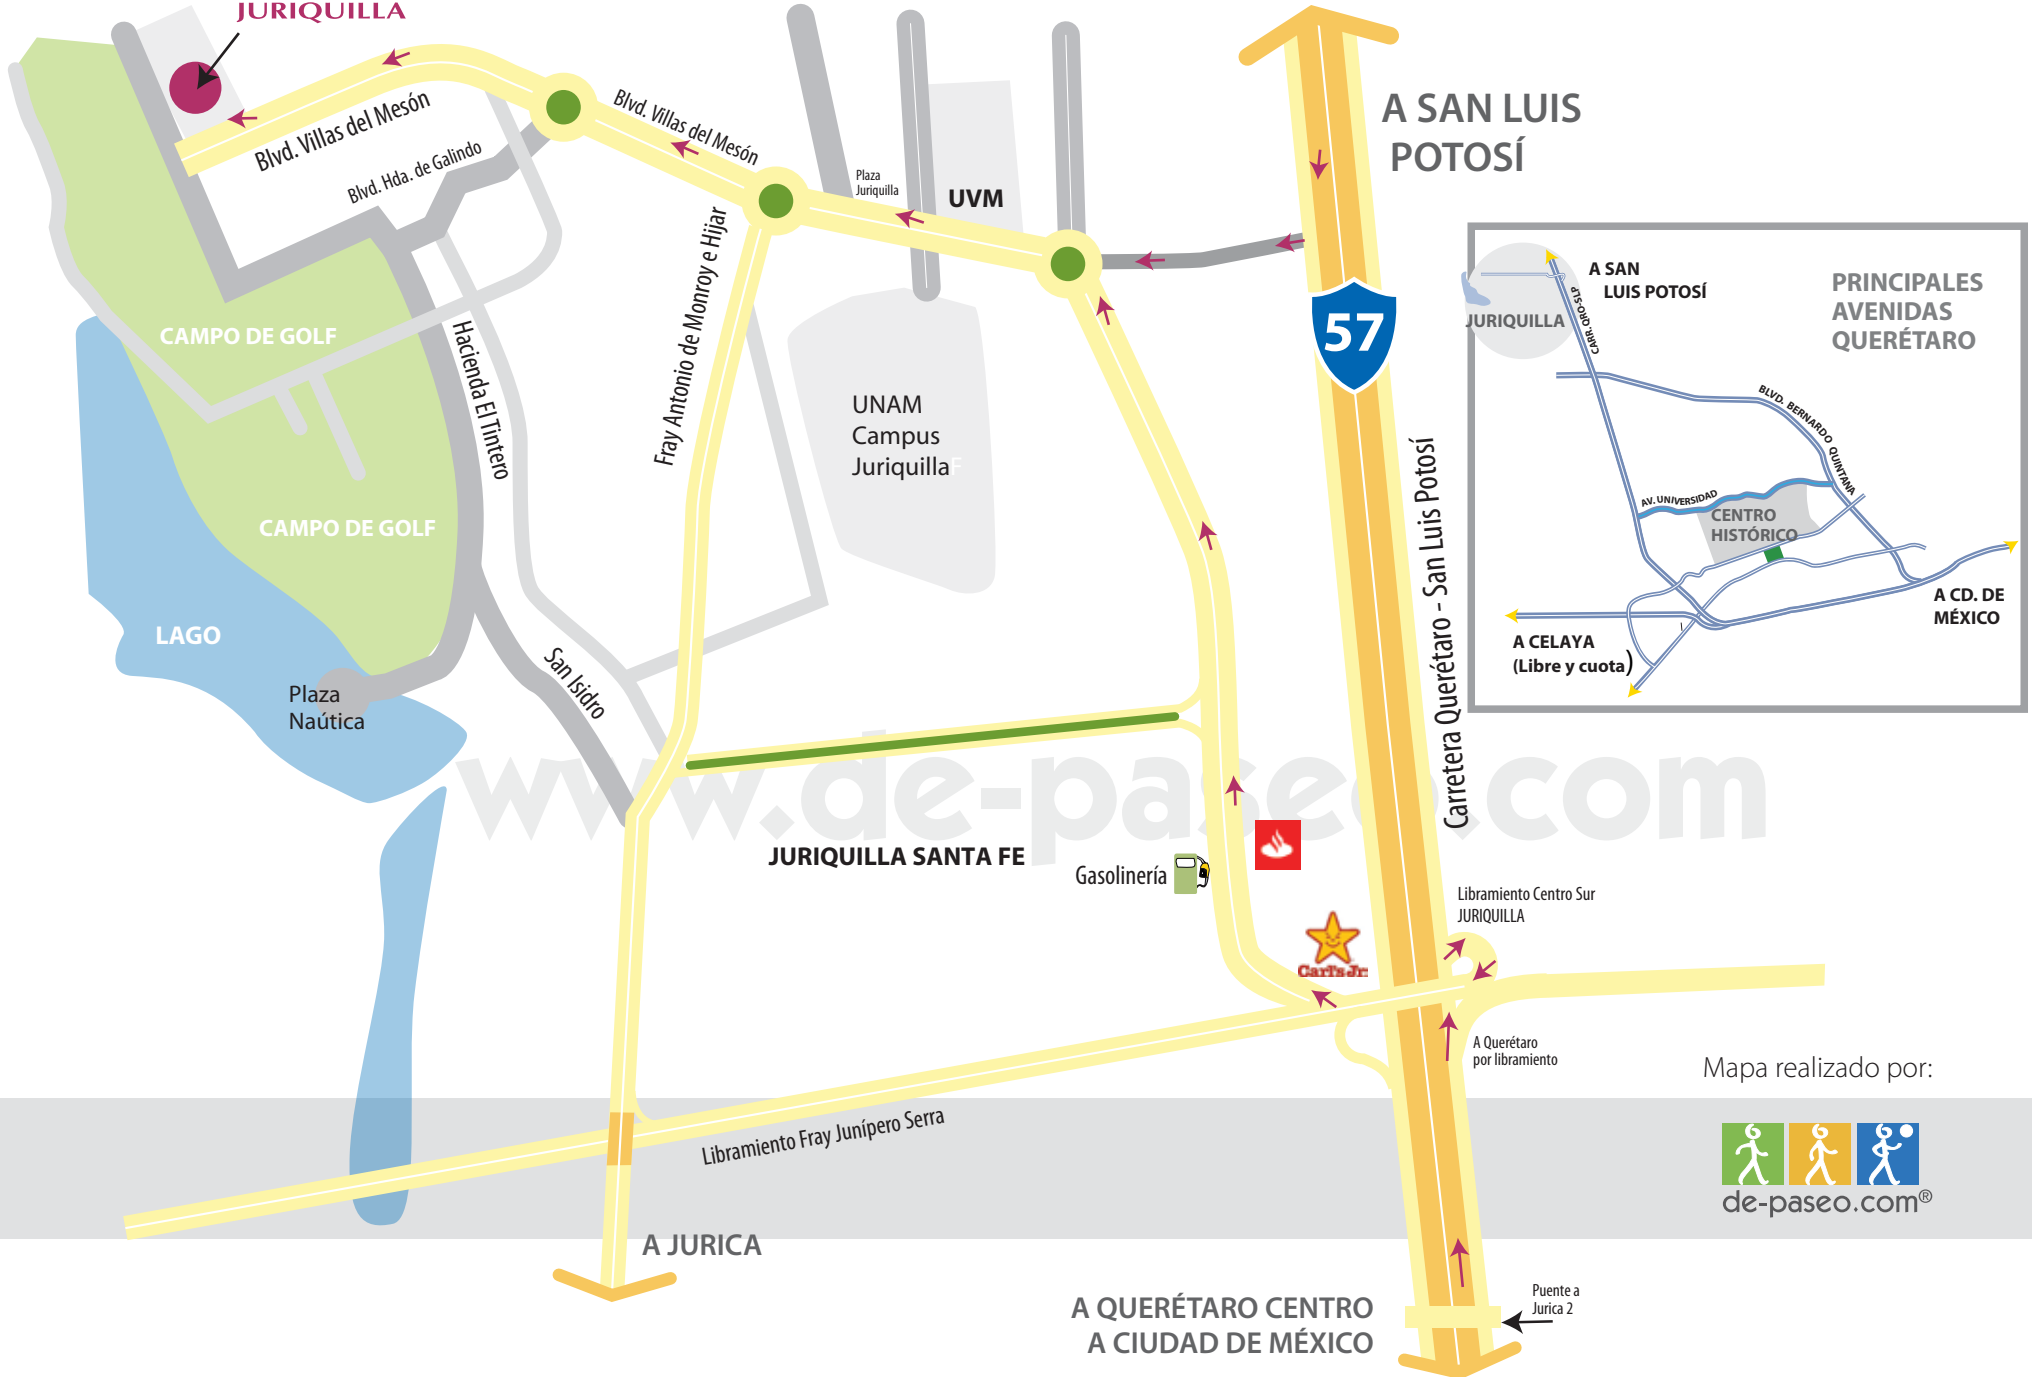 JURIQUILLA
Blvd. Villas del Mesón
Blvd. Villas del Mesón
Blvd. Hda. de Galindo
Plaza
Juriquilla
UVM
A SAN LUIS
POTOSÍ
57
CAMPO DE GOLF
CAMPO DE GOLF
Hacienda El Tintero
Fray Antonio de Monroy e Hijar
UNAM
Campus
JuriquillaF
Carretera Querétaro - San Luis Potosí
LAGO
Plaza
Naútica
San Isidro
www.de-paseo.com
JURIQUILLA SANTA FE
Gasolinería
Carl's Jr.
Libramiento Centro Sur
JURIQUILLA
A Querétaro
por libramiento
Libramiento Fray Junípero Serra
A JURICA
A QUERÉTARO CENTRO
A CIUDAD DE MÉXICO
Puente a
Jurica 2
PRINCIPALES
AVENIDAS
QUERÉTARO
A SAN
LUIS POTOSÍ
JURIQUILLA
CARR. QRO-SLP
BLVD. BERNARDO QUINTANA
AV. UNIVERSIDAD
CENTRO
HISTÓRICO
A CD. DE
MÉXICO
A CELAYA
(Libre y cuota)
Mapa realizado por:
de-paseo.com®